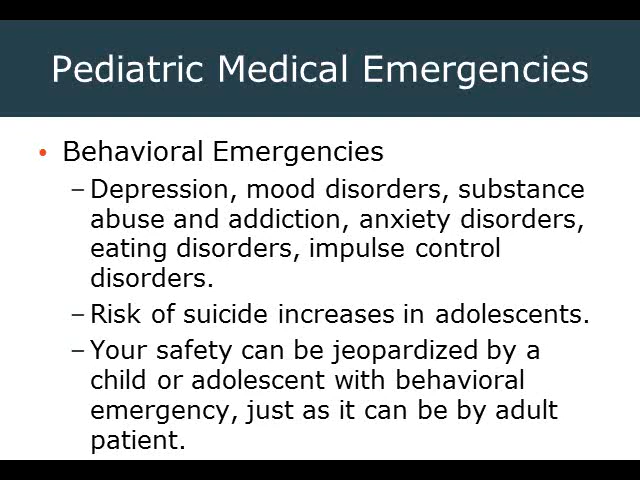 Pediatric Medical Emergencies
• Behavioral Emergencies
–Depression, mood disorders, substance
abuse and addiction, anxiety disorders,
eating disorders, impulse control
disorders.
–Risk of suicide increases in adolescents.
–Your safety can be jeopardized by a
child or adolescent with behavioral
emergency, just as it can be by adult
patient.